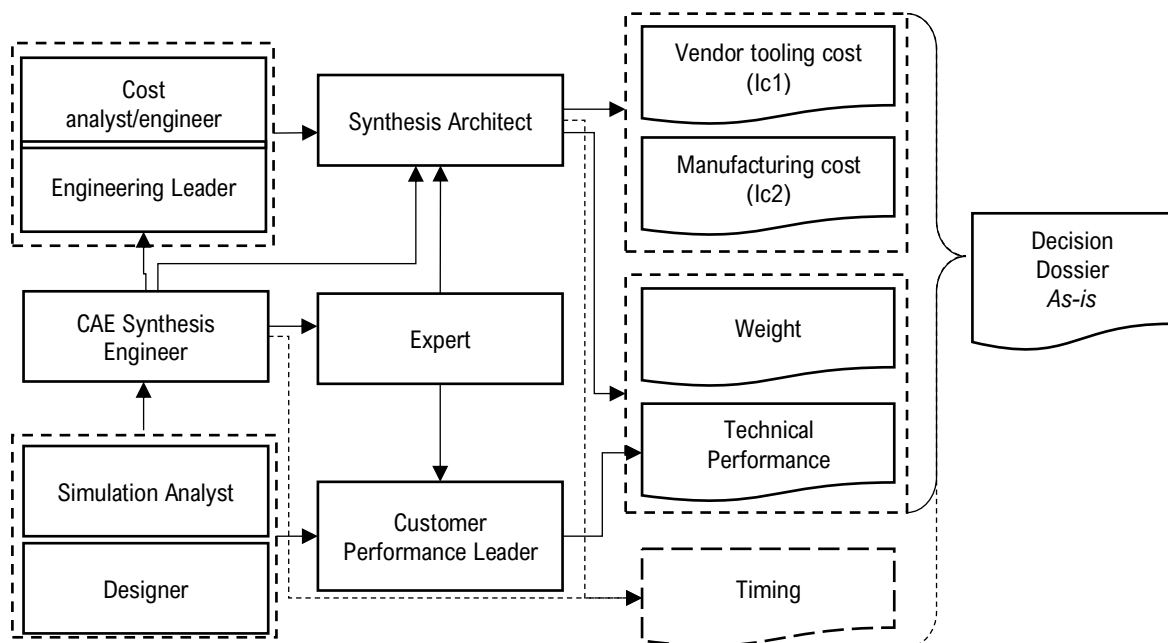 Cost
analyst/engineer
Engineering Leader
CAE Synthesis
Engineer
Simulation Analyst
Designer
Synthesis Architect
Expert
Customer
Performance Leader
Vendor tooling cost
(Ic1)
Manufacturing cost
(Ic2)
Weight
Technical
Performance
Timing
Decision
Dossier
As-is